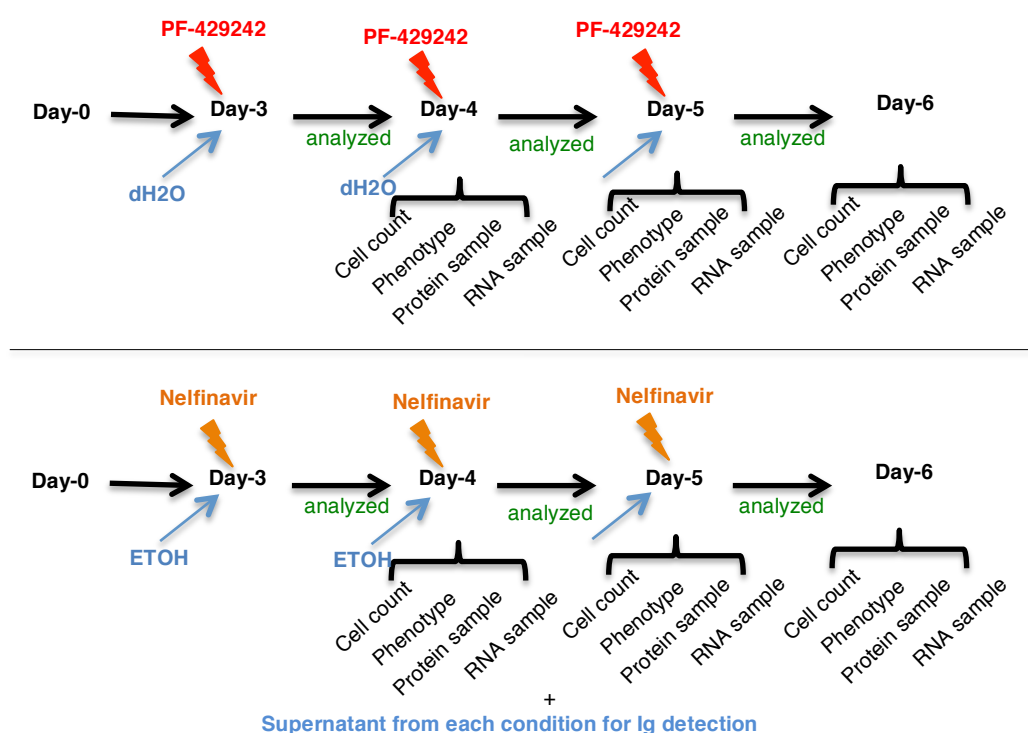 PF-429242
PF-429242
PF-429242
Day-0
Day-3
Day-4
Day-5
Day-6
analyzed
analyzed
analyzed
dH2O
dH2O
Cell count
Phenotype
Protein sample
RNA sample
Cell count
Phenotype
Protein sample
RNA sample
Cell count
Phenotype
Protein sample
RNA sample
Nelfinavir
Nelfinavir
Nelfinavir
Day-0
Day-3
Day-4
Day-5
Day-6
analyzed
analyzed
analyzed
ETOH
ETOH
Cell count
Phenotype
Protein sample
RNA sample
Cell count
Phenotype
Protein sample
RNA sample
Cell count
Phenotype
Protein sample
RNA sample
+
Supernatant from each condition for Ig detection